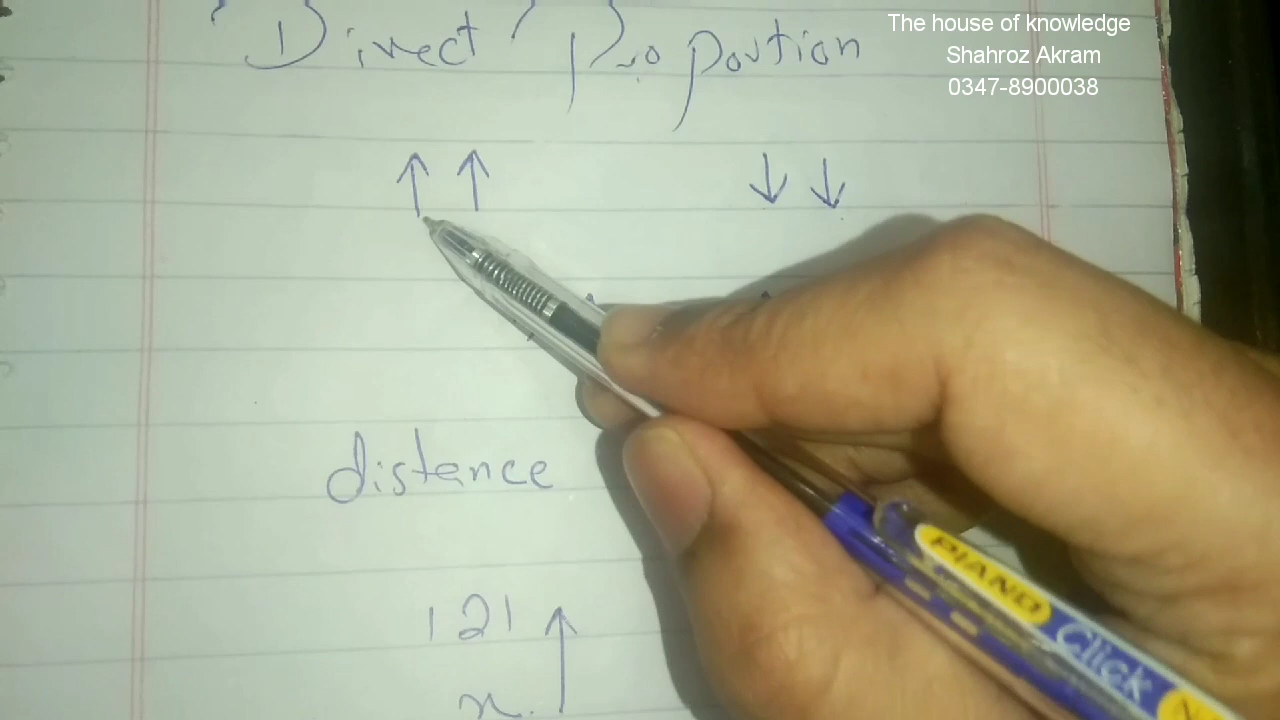 The house of knowledge
Shahroz Akram
0347-8900038
Direct Proportion
↑ ↑ ↓ ↓
distence
121 ↑
x
PIANO
Click